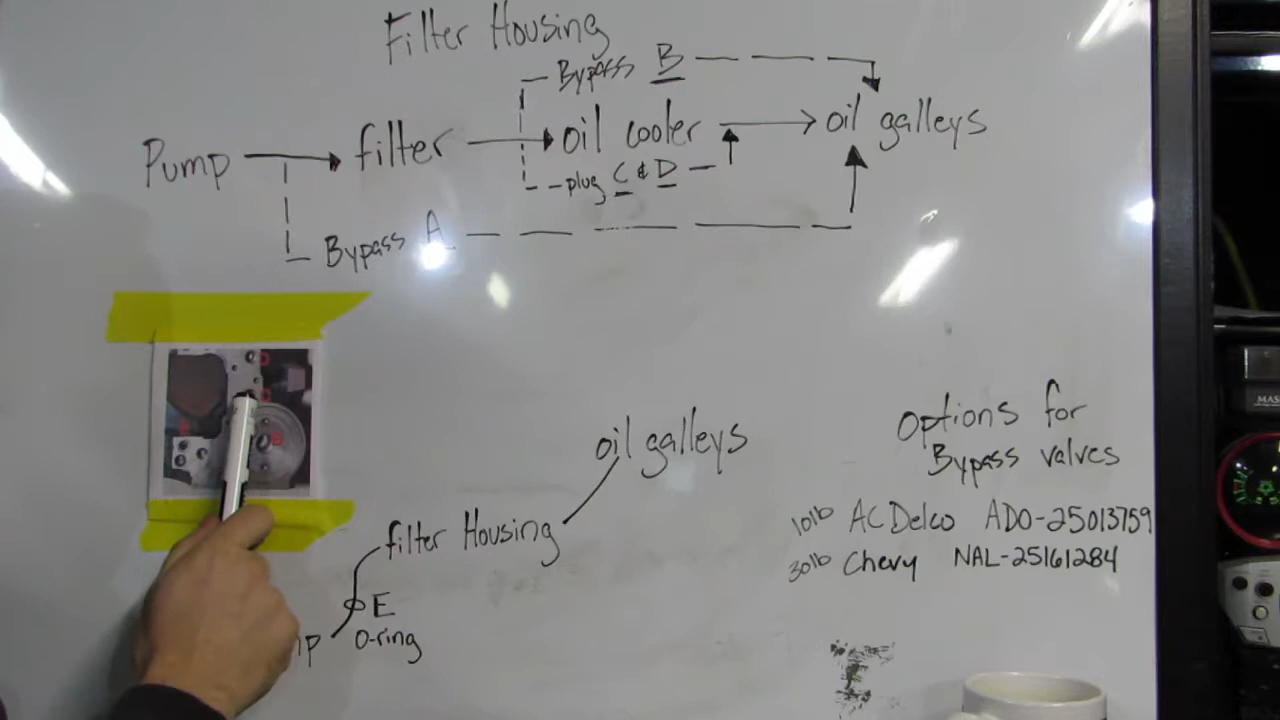 Filter Housing
Bypass B
Pump filter oil cooler oil galleys
plug C & D
Bypass A
Options for
Bypass valves
oil galleys
10lb AC Delco ADO-25013759
filter Housing
30lb Chevy NAL-25161284
E
O-ring